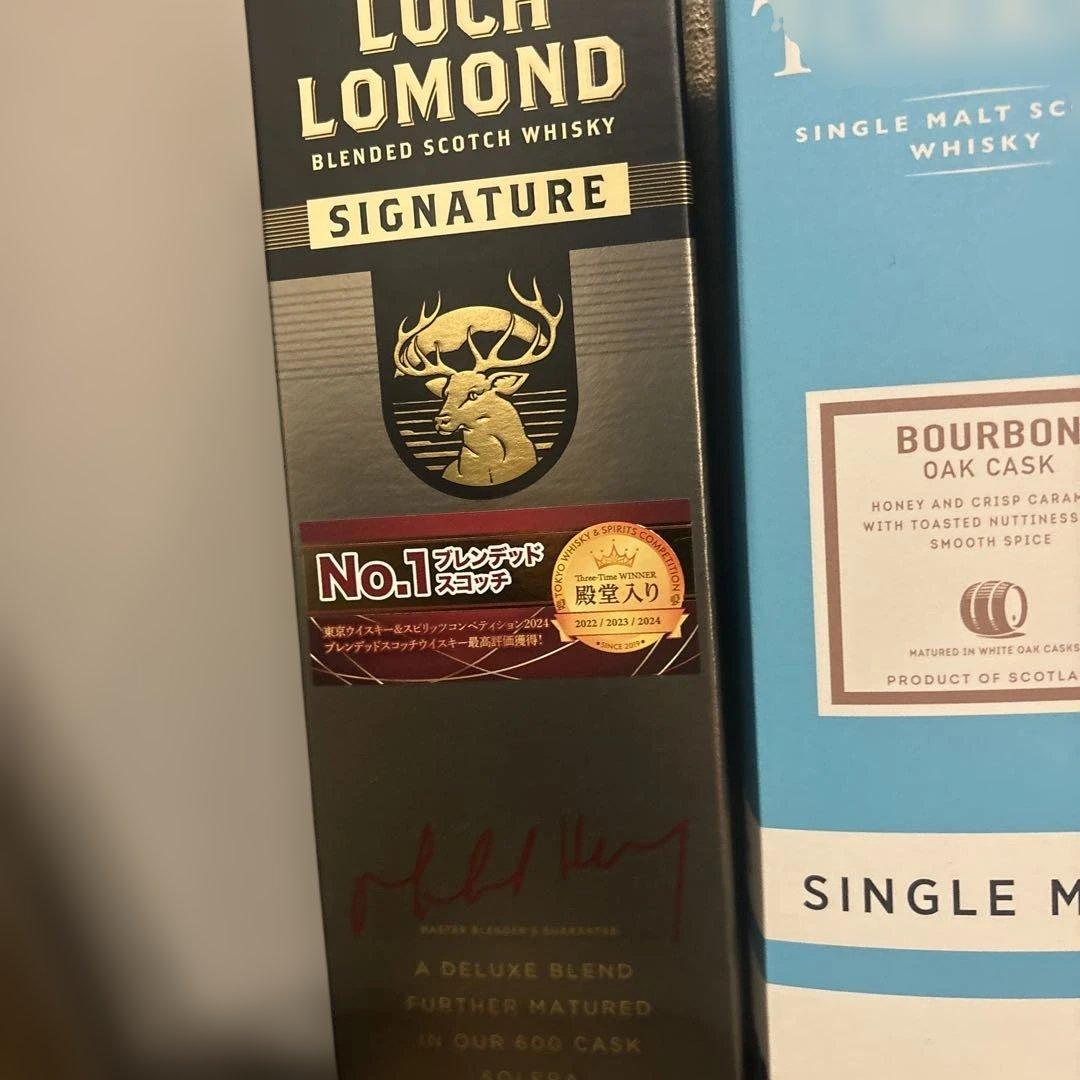 LOCH
LOMOND
BLENDED SCOTCH WHISKY
SIGNATURE
No.1 ブレンデッド
スコッチ
東京ウイスキー&スピリッツコンペティション2024
ブレンデッドスコッチウイスキー最高評価獲得!
TOKYO WHISKY & SPIRITS COMPETITION
Three-Time WINNER
殿堂入り
2022 / 2023 / 2024
• SINCE 2019 •
MASTER BLENDER'S GUARANTEE
A DELUXE BLEND
FURTHER MATURED
IN OUR 600 CASK
SOLERA
SINGLE MALT SC
WHISKY
BOURBON
OAK CASK
HONEY AND CRISP CARAM
WITH TOASTED NUTTINESS
SMOOTH SPICE
MATURED IN WHITE OAK CASKS
PRODUCT OF SCOTLA
SINGLE M